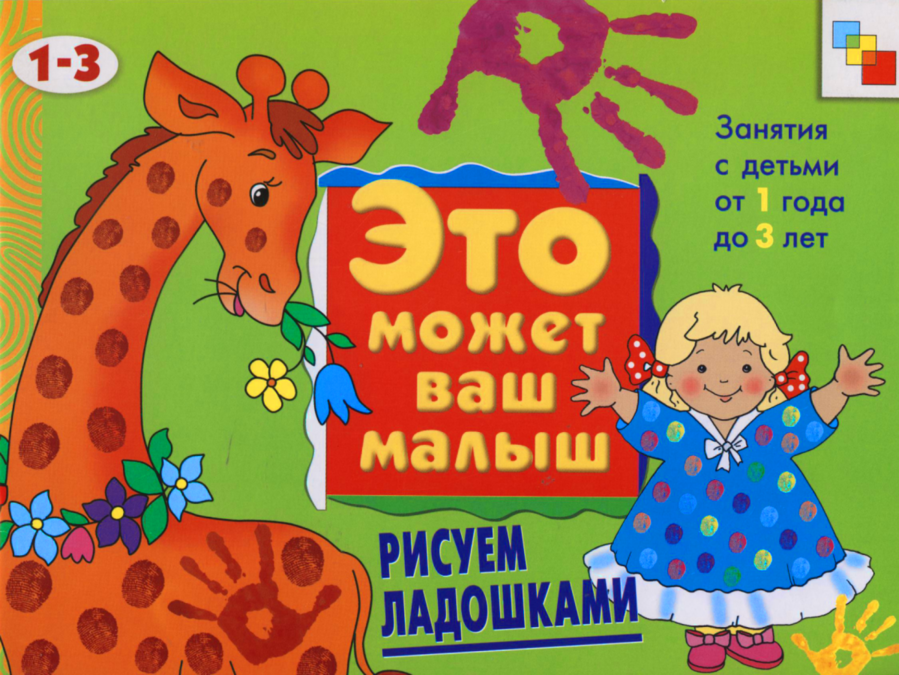 1-3
Занятия
с детьми
от 1 года
до 3 лет
Это
может
ваш
малыш
Рисуем
ладошками